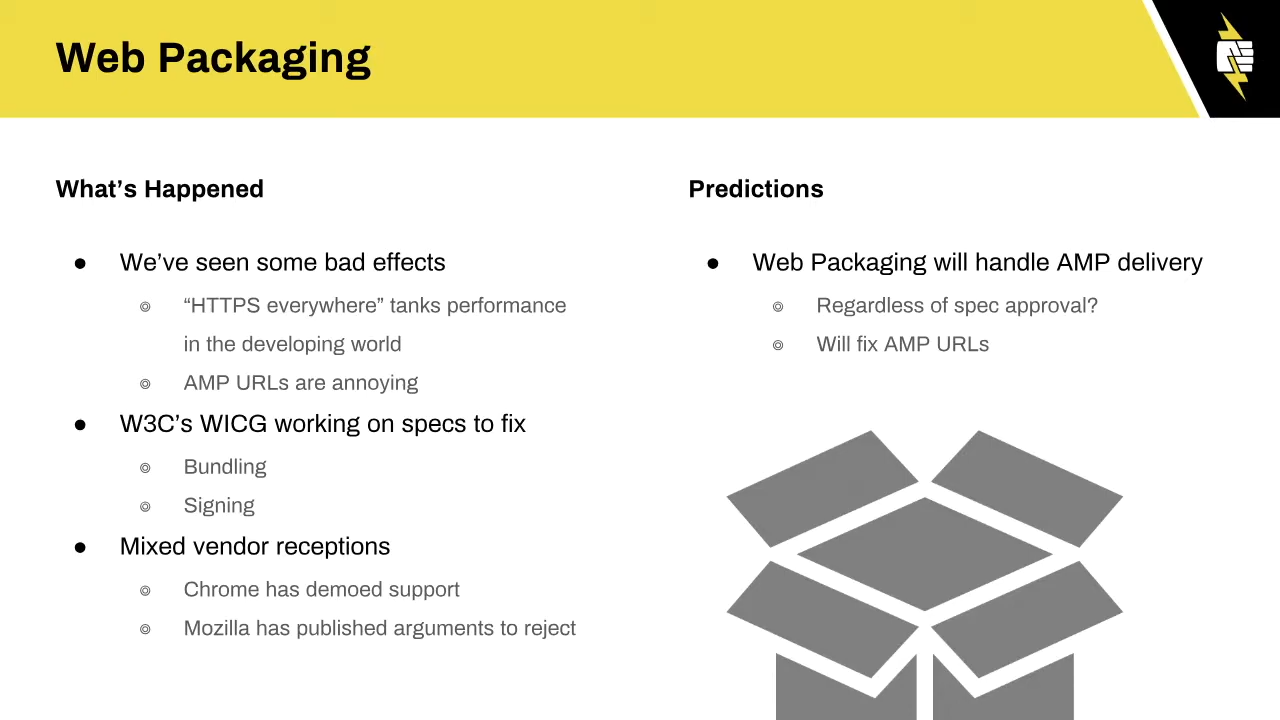 Web Packaging
What’s Happened
● We’ve seen some bad effects
◎ “HTTPS everywhere” tanks performance
in the developing world
◎ AMP URLs are annoying
● W3C’s WICG working on specs to fix
◎ Bundling
◎ Signing
● Mixed vendor receptions
◎ Chrome has demoed support
◎ Mozilla has published arguments to reject
Predictions
● Web Packaging will handle AMP delivery
◎ Regardless of spec approval?
◎ Will fix AMP URLs